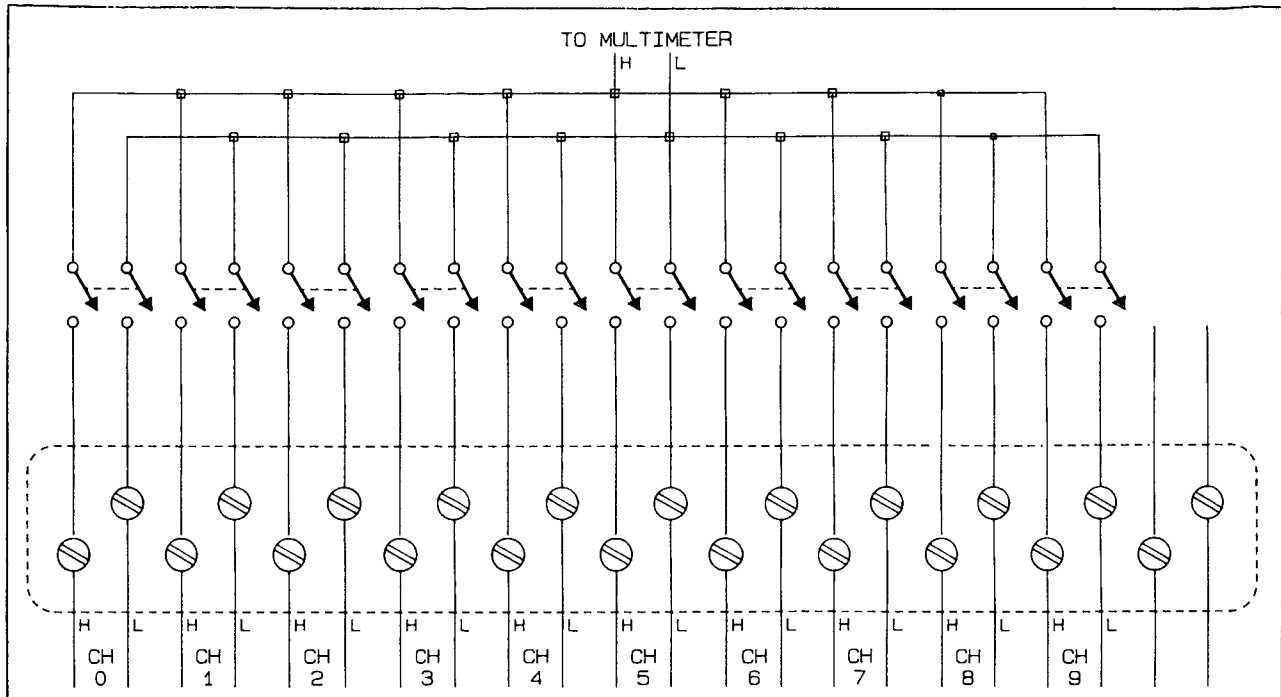 TO MULTIMETER
H L
H L H L H L H L H L H L H L H L H L H L
CH 0 CH 1 CH 2 CH 3 CH 4 CH 5 CH 6 CH 7 CH 8 CH 9